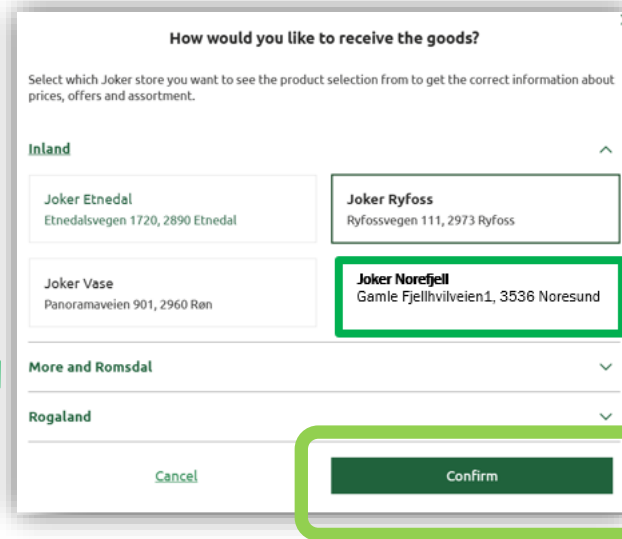 How would you like to receive the goods?
Select which Joker store you want to see the product selection from to get the correct information about
prices, offers and assortment.
Inland
Joker Etnedal
Etnedalsvegen 1720, 2890 Etnedal
Joker Ryfoss
Ryfossvegen 111, 2973 Ryfoss
Joker Vase
Panoramaveien 901, 2960 Røn
Joker Norefjell
Gamle Fjellhvilveien1, 3536 Noresund
More and Romsdal
Rogaland
Cancel
Confirm